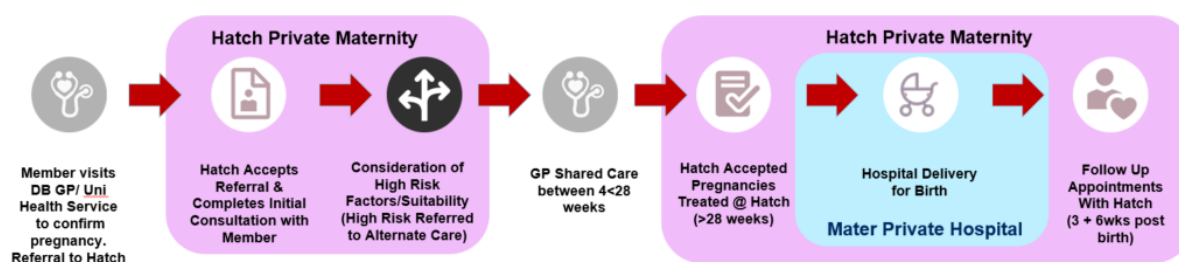 Hatch Private Maternity
Hatch Private Maternity
Member visits
DB GP/ Uni
Health Service
to confirm
pregnancy.
Referral to Hatch
Hatch Accepts
Referral &
Completes Initial
Consultation with
Member
Consideration of
High Risk
Factors/Suitability
(High Risk Referred
to Alternate Care)
GP Shared Care
between 4<28
weeks
Hatch Accepted
Pregnancies
Treated @ Hatch
(>28 weeks)
Hospital Delivery
for Birth
Mater Private Hospital
Follow Up
Appointments
With Hatch
(3 + 6wks post
birth)